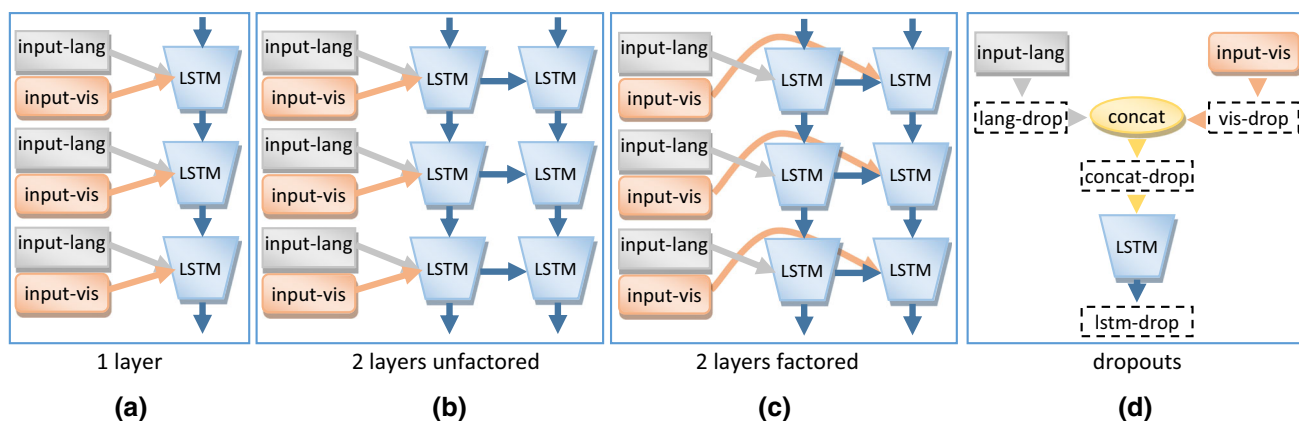 input-lang
LSTM
input-vis
input-lang
LSTM
input-vis
input-lang
LSTM
input-vis
1 layer
(a)
input-lang
LSTM LSTM
input-vis
input-lang
LSTM LSTM
input-vis
input-lang
LSTM LSTM
input-vis
2 layers unfactored
(b)
input-lang
LSTM LSTM
input-vis
input-lang
LSTM LSTM
input-vis
input-lang
LSTM LSTM
input-vis
2 layers factored
(c)
input-lang input-vis
lang-drop concat vis-drop
concat-drop
LSTM
lstm-drop
dropouts
(d)